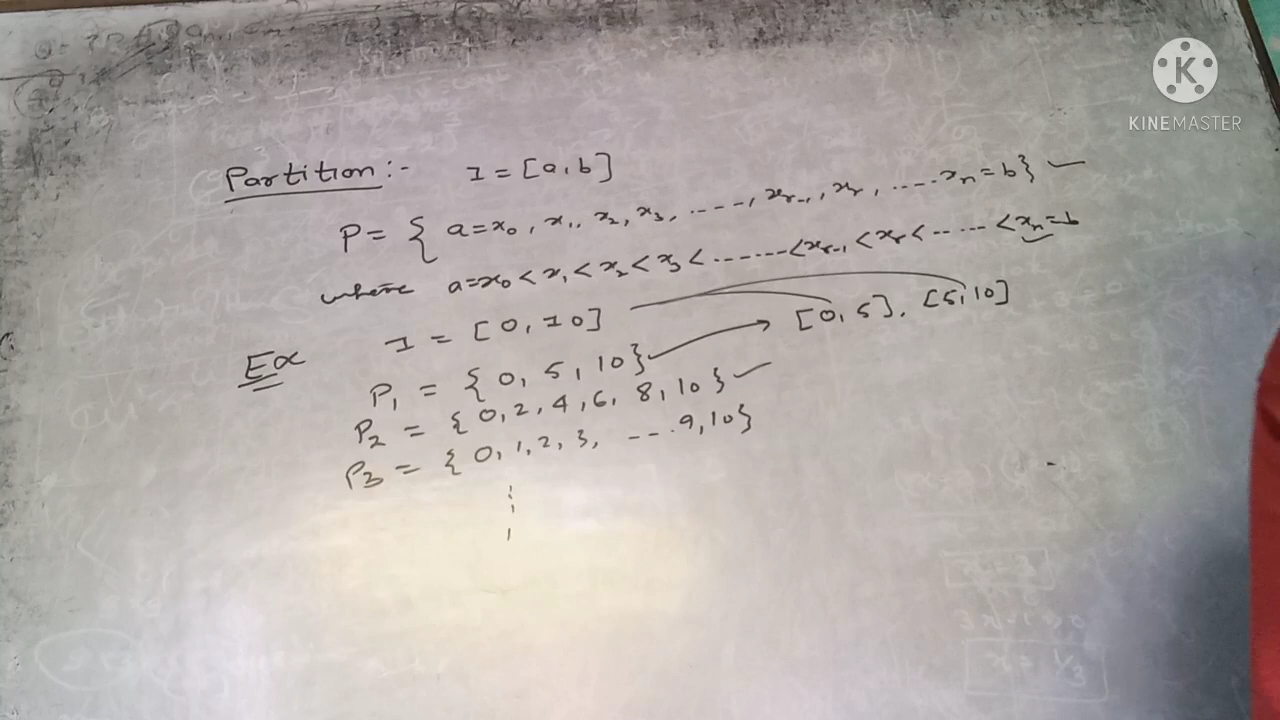 K
KINEMASTER
Partition :- I = [a, b]
P = { a = x₀, x₁, x₂, x₃, ....., xᵣ₋₁, xᵣ, ..... xₙ = b}
where a = x₀ < x₁ < x₂ < x₃ < ....... < xᵣ₋₁ < xᵣ < ..... < xₙ = b
Ex I = [0, 10]
[0, 5], [5, 10]
P₁ = { 0, 5, 10}
P₂ = { 0, 2, 4, 6, 8, 10}
P₃ = { 0, 1, 2, 3, --- 9, 10}
x = 1/3